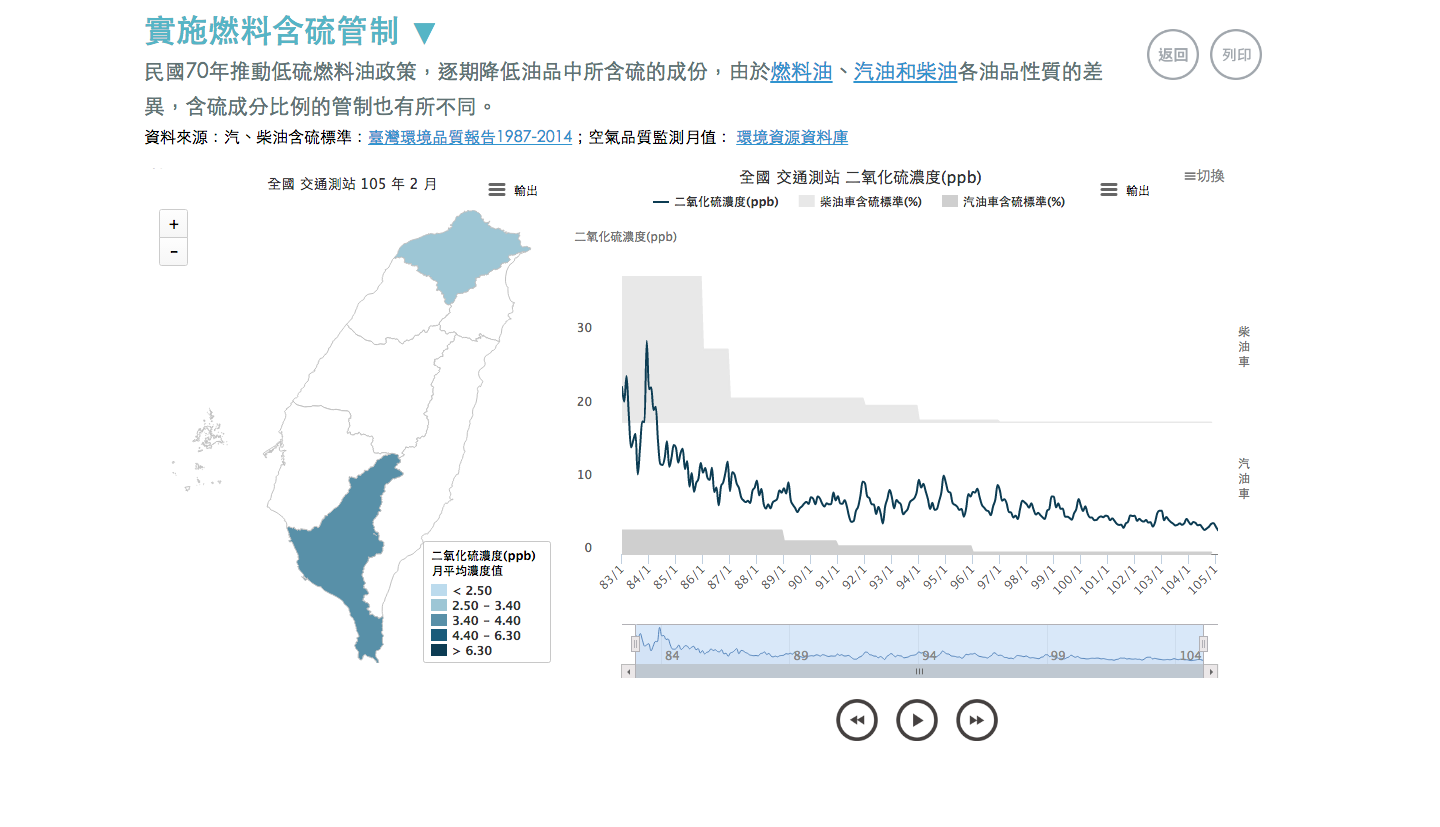 實施燃料含硫管制 ▼
返回
列印
民國70年推動低硫燃料油政策，逐期降低油品中所含硫的成份，由於燃料油、汽油和柴油各油品性質的差
異，含硫成分比例的管制也有所不同。
資料來源：汽、柴油含硫標準：臺灣環境品質報告1987-2014；空氣品質監測月值： 環境資源資料庫
全國 交通測站 105 年 2 月
輸出
+
−
二氧化硫濃度(ppb)
月平均濃度值
< 2.50
2.50 − 3.40
3.40 − 4.40
4.40 − 6.30
> 6.30
全國 交通測站 二氧化硫濃度(ppb)
輸出
≡切換
二氧化硫濃度(ppb)
柴油車含硫標準(%)
汽油車含硫標準(%)
二氧化硫濃度(ppb)
30
20
10
0
柴油車
汽油車
83/1
84/1
85/1
86/1
87/1
88/1
89/1
90/1
91/1
92/1
93/1
94/1
95/1
96/1
97/1
98/1
99/1
100/1
101/1
102/1
103/1
104/1
105/1
84
89
94
99
104